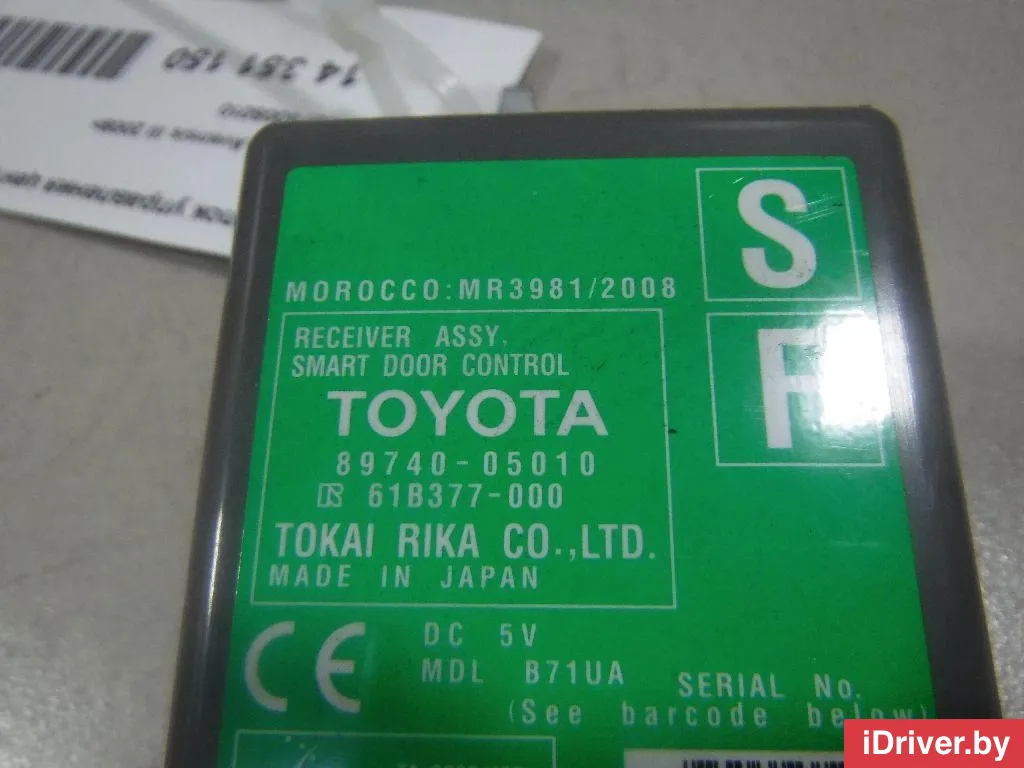 14 351 150
S
MOROCCO:MR3981/2008
F
RECEIVER ASSY,
SMART DOOR CONTROL
TOYOTA
89740-05010
61B377-000
TOKAI RIKA CO.,LTD.
MADE IN JAPAN
CE
DC 5V
MDL B71UA
SERIAL No.
(See barcode below)
iDriver.by